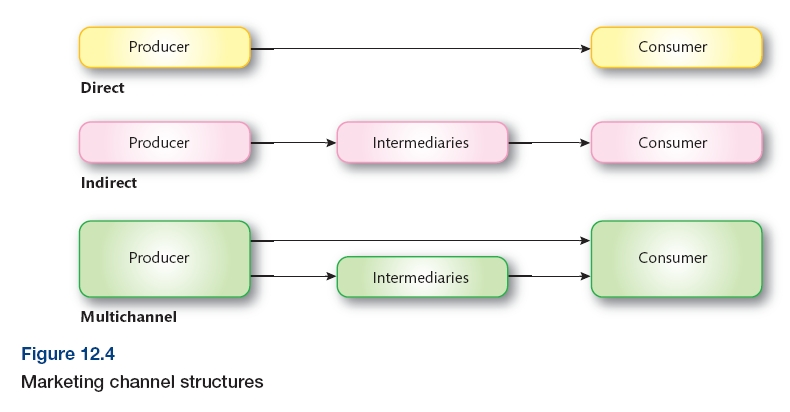 Producer
Consumer
Direct
Producer
Intermediaries
Consumer
Indirect
Producer
Intermediaries
Consumer
Multichannel
Figure 12.4
Marketing channel structures